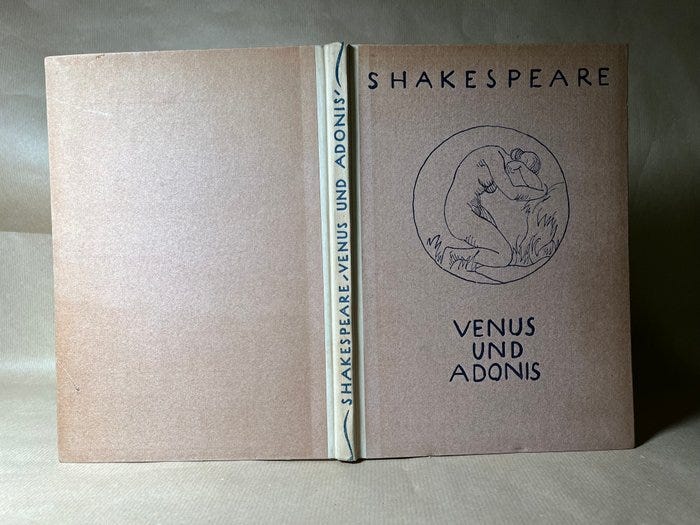 SHAKESPEARE, VENUS UND ADONIS
SHAKESPEARE
VENUS
UND
ADONIS